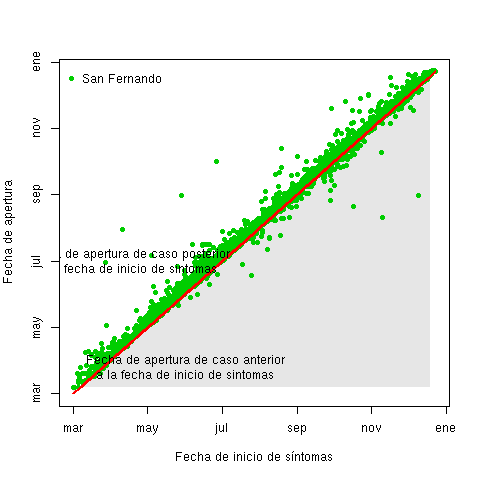 San Fernando
ene
nov
sep
jul
may
mar
Fecha de apertura
de apertura de caso posterior
fecha de inicio de sintomas
Fecha de apertura de caso anterior
a la fecha de inicio de sintomas
mar
may
jul
sep
nov
ene
Fecha de inicio de síntomas